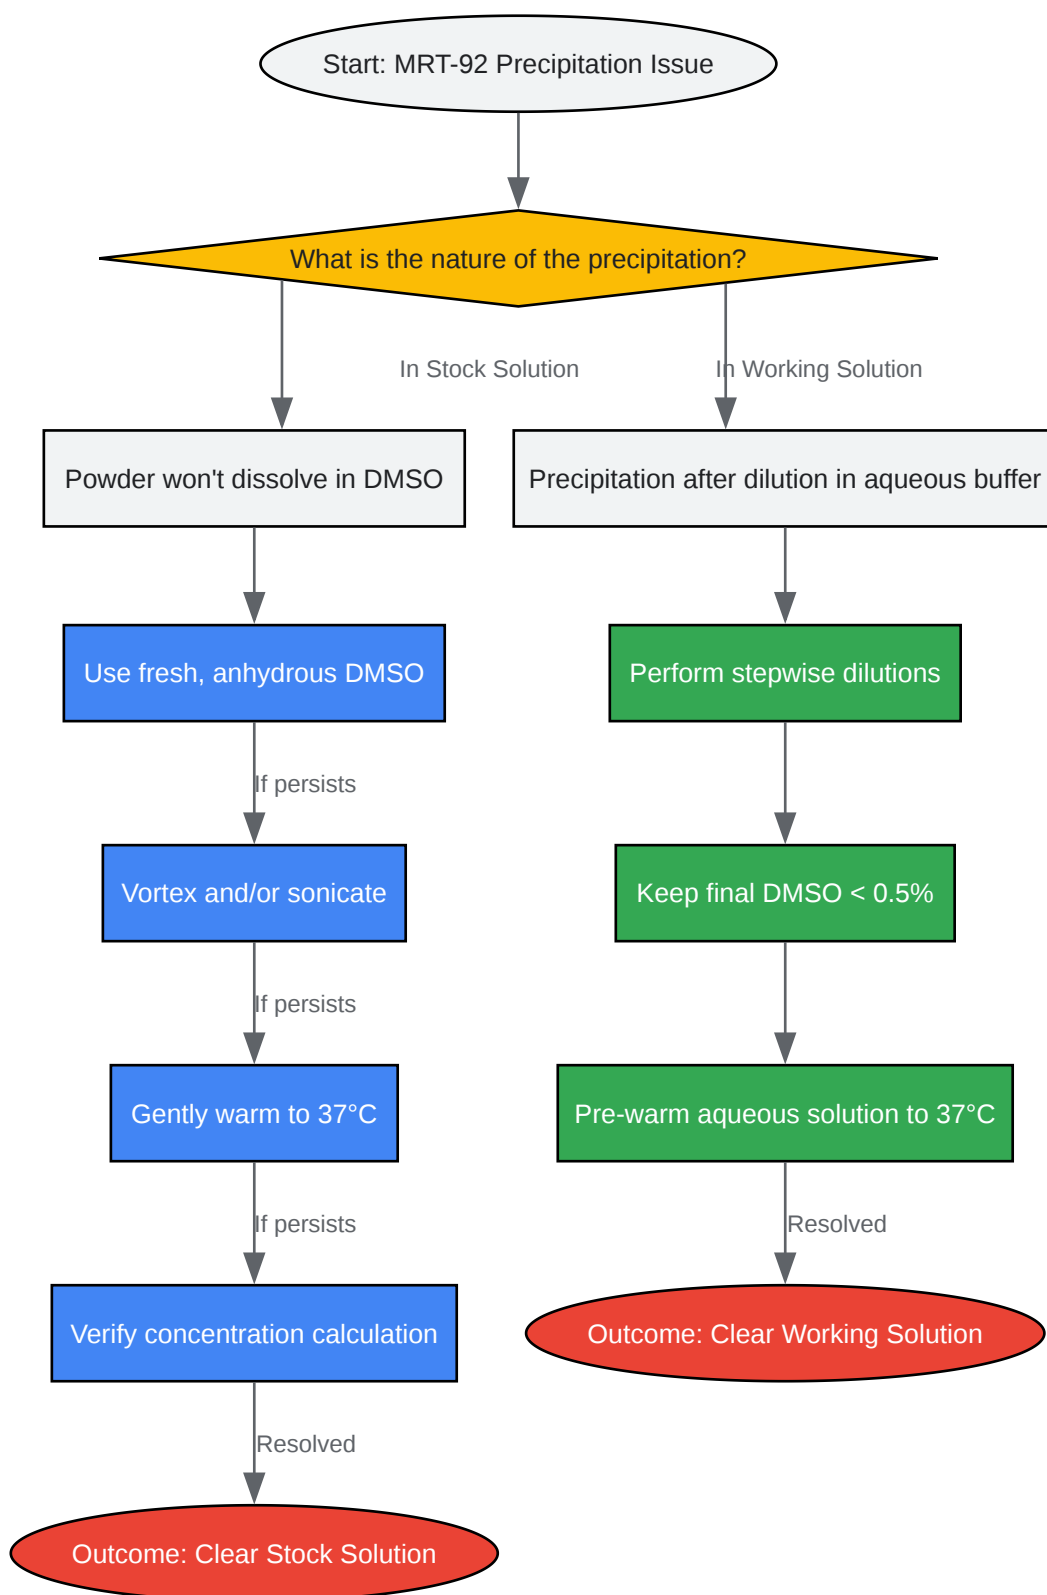 Start: MRT-92 Precipitation Issue
What is the nature of the precipitation?
In Stock Solution
In Working Solution
Powder won't dissolve in DMSO
Precipitation after dilution in aqueous buffer
Use fresh, anhydrous DMSO
Perform stepwise dilutions
If persists
Vortex and/or sonicate
Keep final DMSO < 0.5%
If persists
Gently warm to 37°C
Pre-warm aqueous solution to 37°C
If persists
Resolved
Verify concentration calculation
Outcome: Clear Working Solution
Resolved
Outcome: Clear Stock Solution